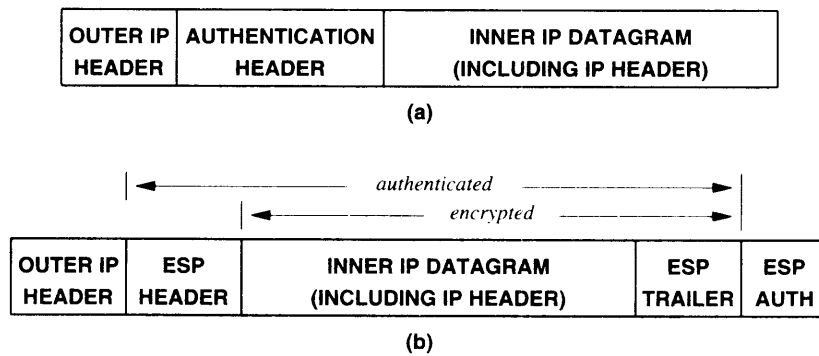 OUTER IP AUTHENTICATION INNER IP DATAGRAM
HEADER HEADER (INCLUDING IP HEADER)
(a)
authenticated
encrypted
OUTER IP ESP INNER IP DATAGRAM ESP ESP
HEADER HEADER (INCLUDING IP HEADER) TRAILER AUTH
(b)